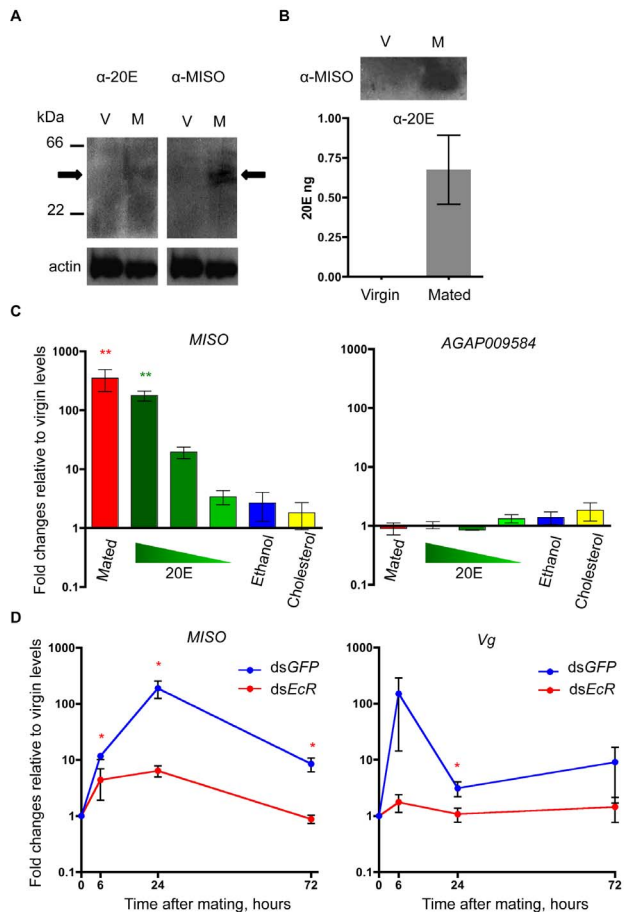 A
α-20E
α-MISO
kDa
V
M
V
M
66
22
actin
B
V
M
α-MISO
α-20E
1.00
0.75
0.50
0.25
0.00
20E ng
Virgin
Mated
C
MISO
Fold changes relative to virgin levels
1000
100
10
1
0.1
**
**
Mated
20E
Ethanol
Cholesterol
AGAP009584
1000
100
10
1
0.1
Mated
20E
Ethanol
Cholesterol
D
MISO
Fold changes relative to virgin levels
1000
100
10
1
0.1
*
*
*
dsGFP
dsEcR
0
6
24
72
Time after mating, hours
Vg
1000
100
10
1
0.1
*
dsGFP
dsEcR
0
6
24
72
Time after mating, hours